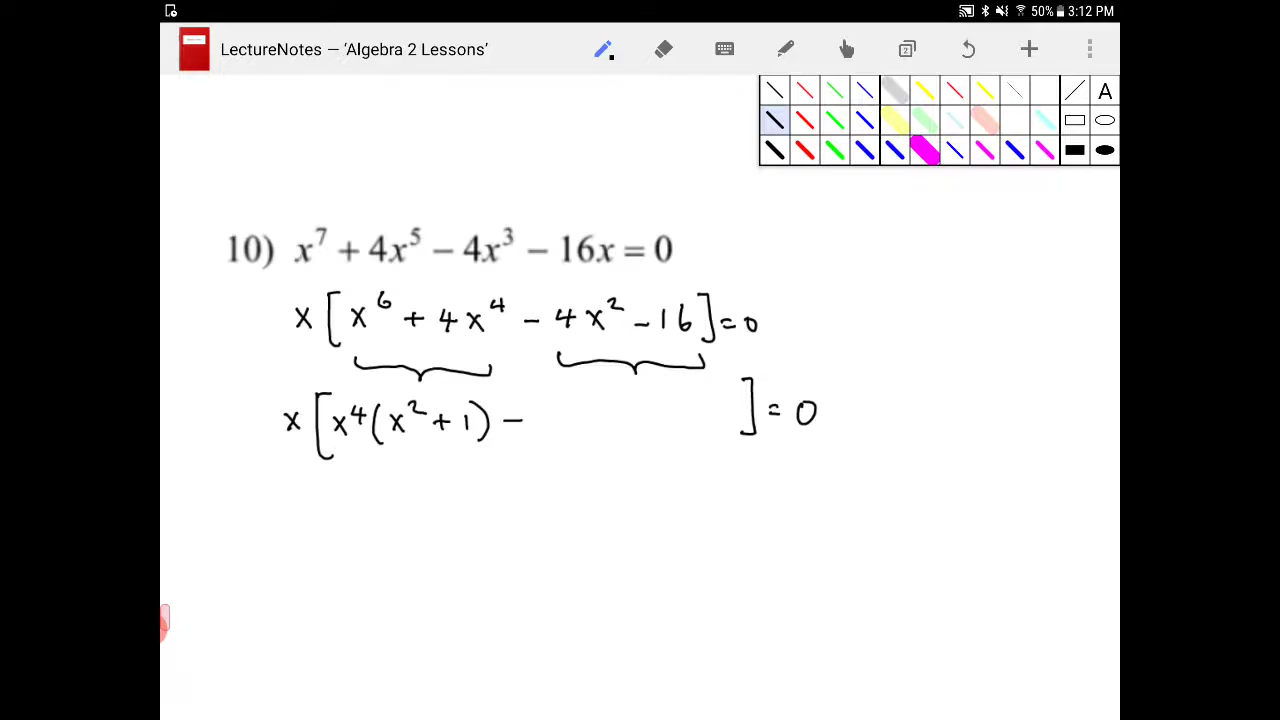 50% 3:12 PM
LectureNotes — ‘Algebra 2 Lessons’
2
A
10) x⁷ + 4x⁵ − 4x³ − 16x = 0
x[x⁶ + 4x⁴ − 4x² − 16] = 0
x[x⁴(x² + 1) − ] = 0